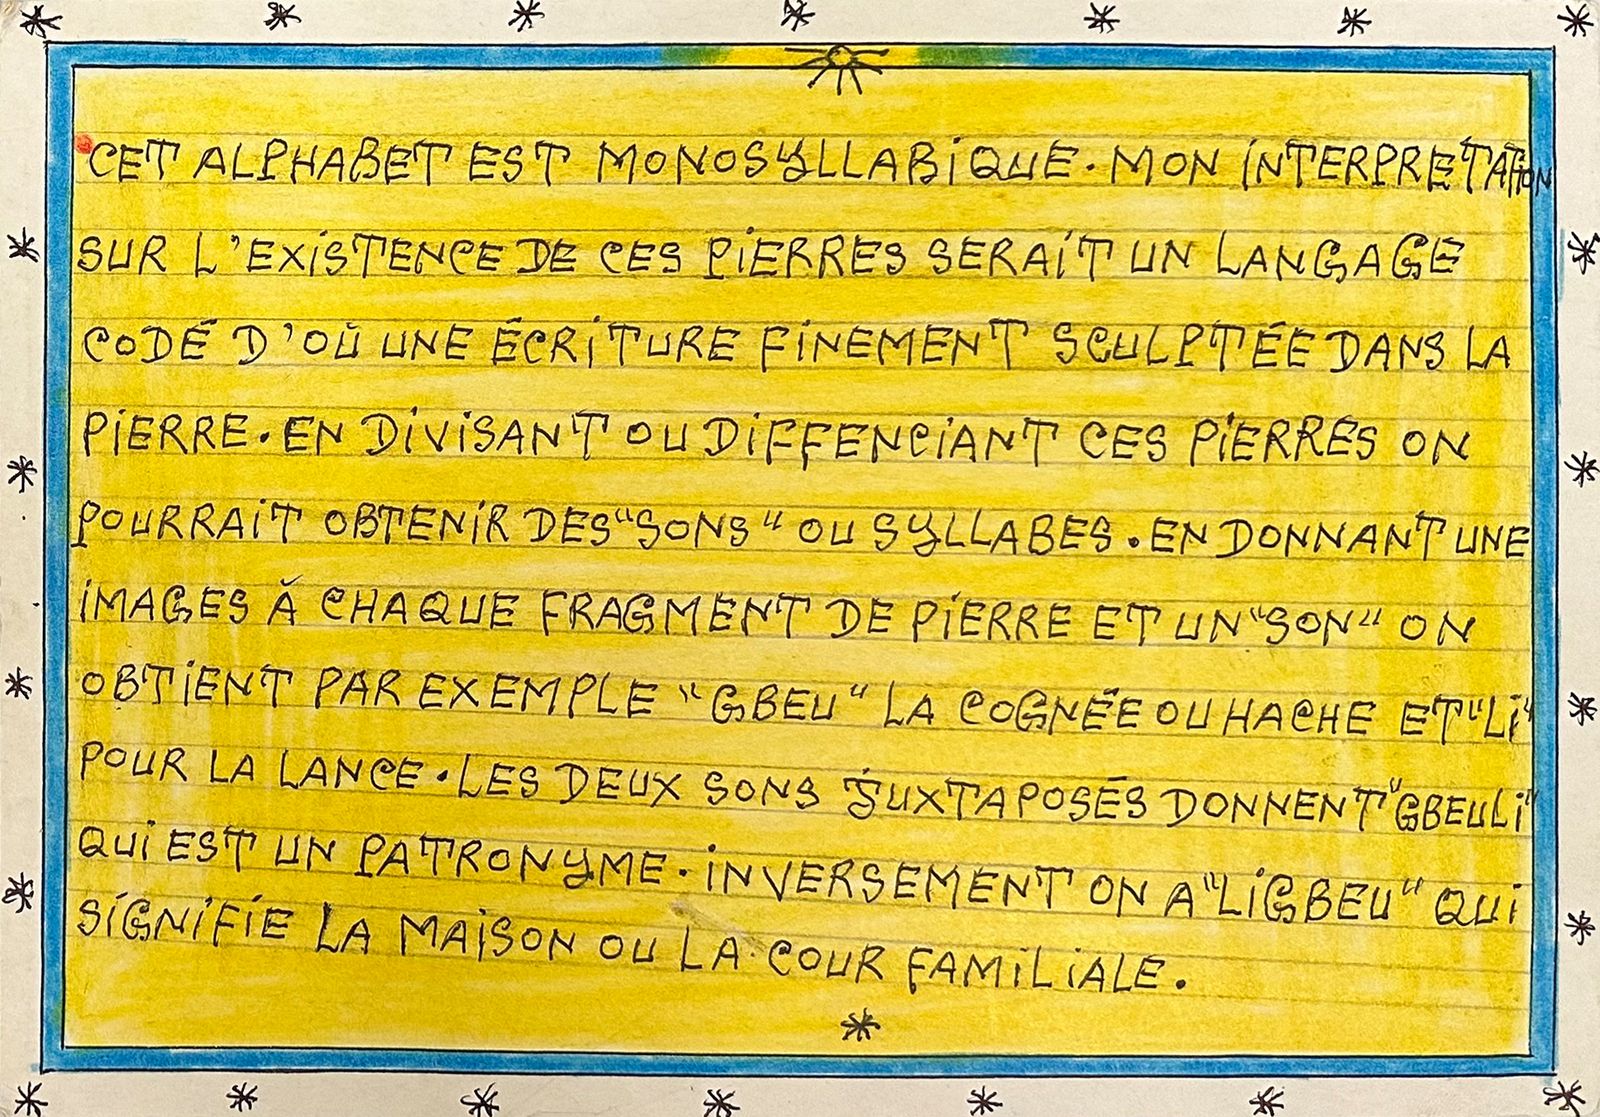 CET ALPHABET EST MONOSYLLABIQUE. MON INTERPRETATION
SUR L'EXISTENCE DE CES PIERRES SERAIT UN LANGAGE
CODÉ D'OŬ UNE ÉCRITURE FINEMENT SCULPTÉE DANS LA
PIERRE. EN DIVISANT OU DIFFENCIANT CES PIERRES ON
POURRAIT OBTENIR DES "SONS" OU SYLLABES. EN DONNANT UNE
IMAGES Ă CHAQUE FRAGMENT DE PIERRE ET UN "SON" ON
OBTIENT PAR EXEMPLE "GBEU" LA COGNÉE OU HACHE ET "LI"
POUR LA LANCE. LES DEUX SONS JUXTAPOSÉS DONNENT "GBEULI"
QUI EST UN PATRONYME. INVERSEMENT ON A "LIGBEU" QUI
SIGNIFIE LA MAISON OU LA COUR FAMILIALE.